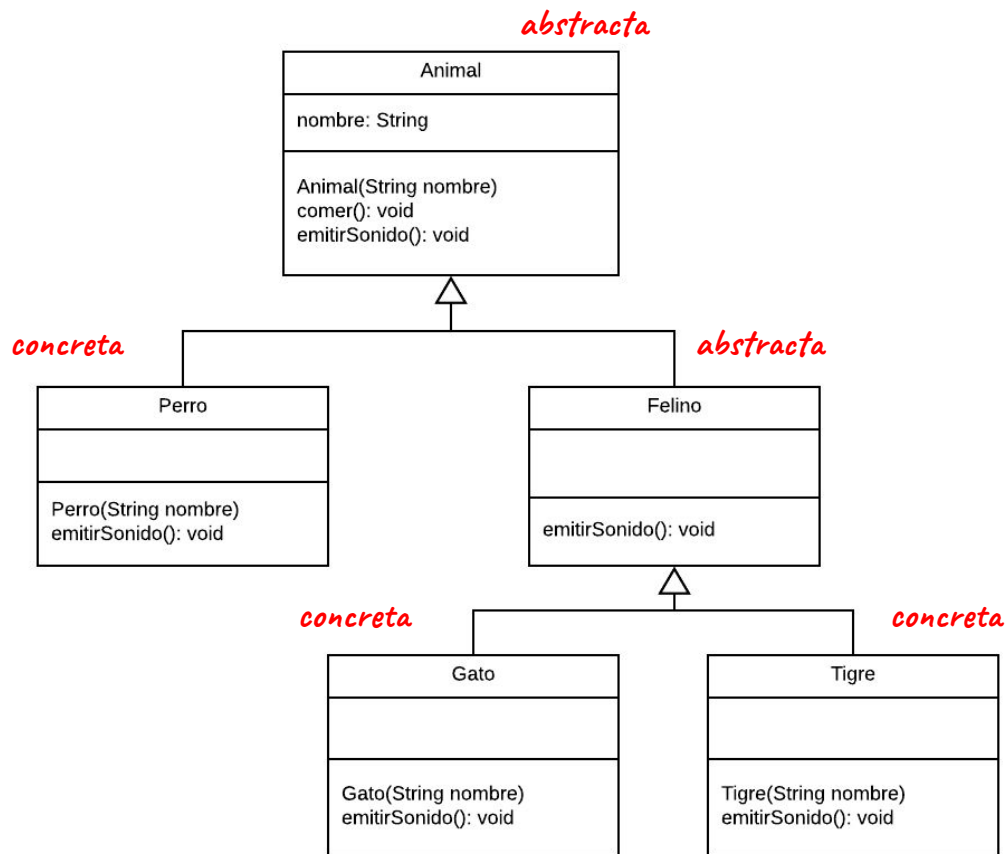 abstracta
Animal
nombre: String
Animal(String nombre)
comer(): void
emitirSonido(): void
concreta
Perro
Perro(String nombre)
emitirSonido(): void
abstracta
Felino
emitirSonido(): void
concreta
Gato
Gato(String nombre)
emitirSonido(): void
concreta
Tigre
Tigre(String nombre)
emitirSonido(): void